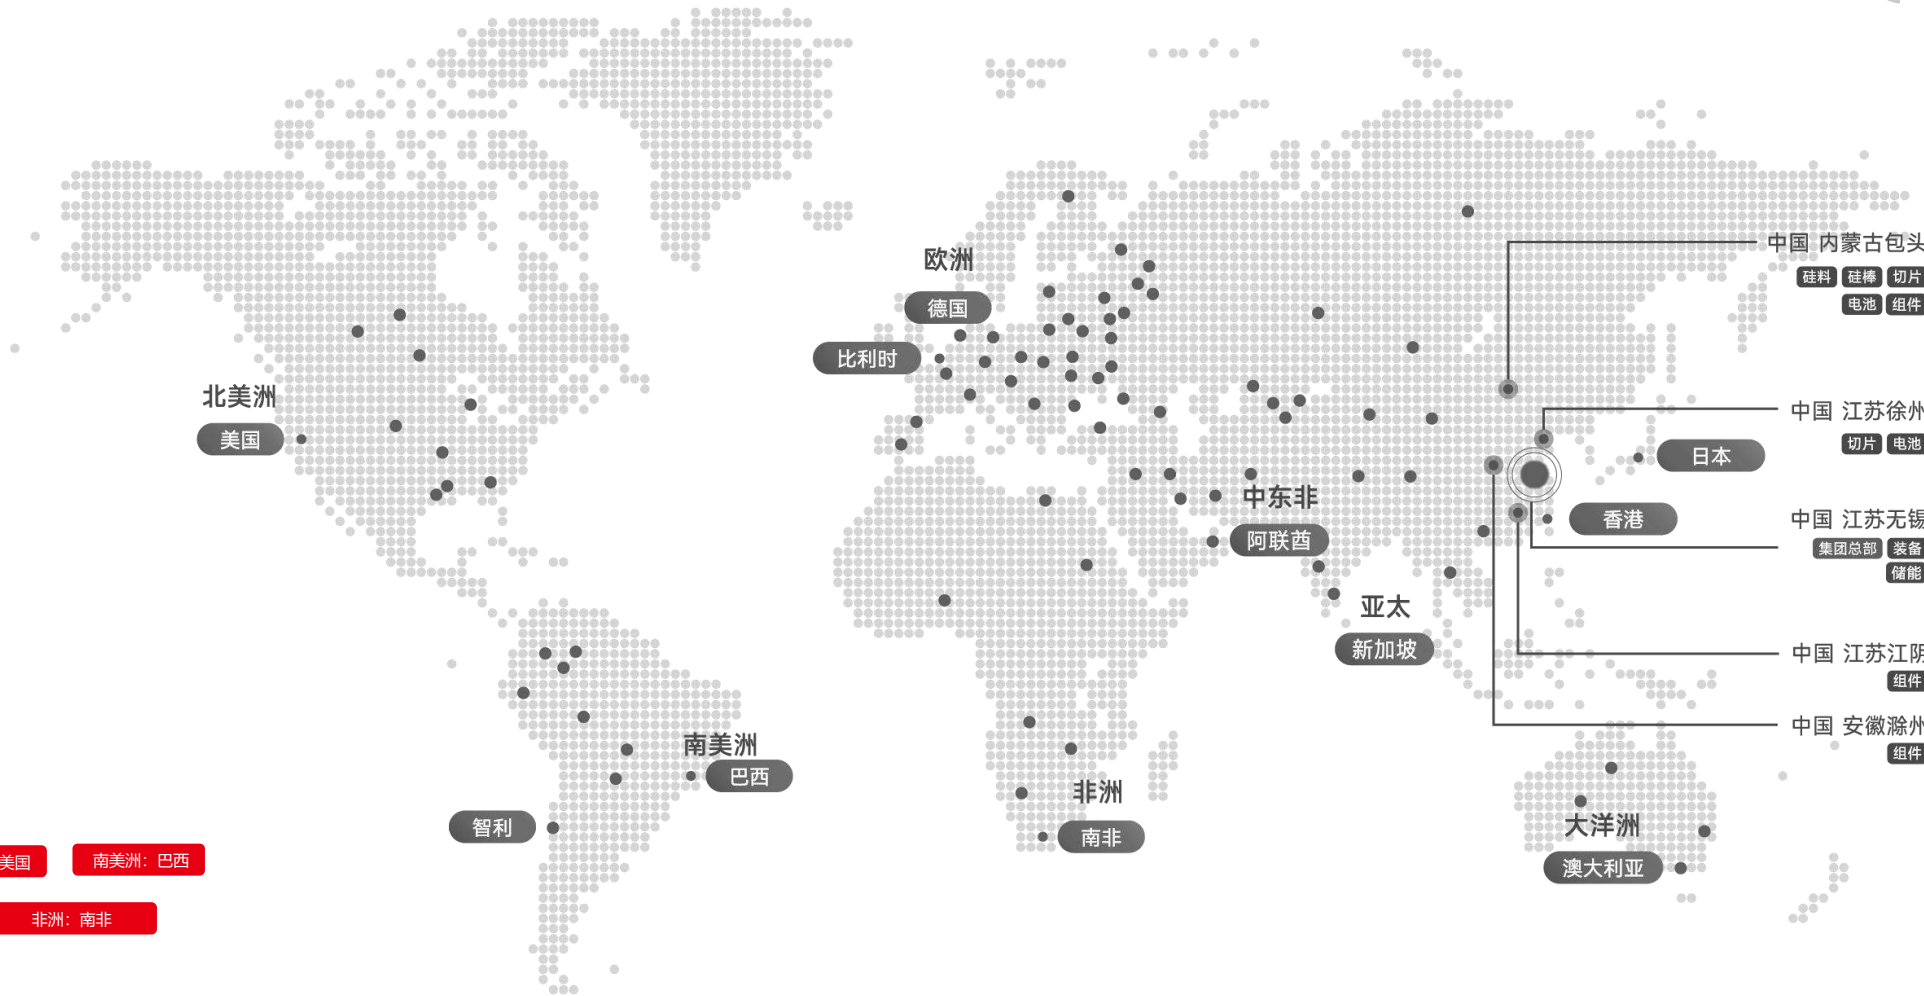 欧洲
德国
比利时
北美洲
美国
中国 内蒙古包头
硅料 硅棒 切片
电池 组件
中国 江苏徐州
切片 电池
日本
中东非
阿联酋
香港
中国 江苏无锡
集团总部 装备
储能
亚太
新加坡
中国 江苏江阴
组件
中国 安徽滁州
组件
南美洲
巴西
智利
非洲
南非
大洋洲
澳大利亚
美国
南美洲：巴西
非洲：南非